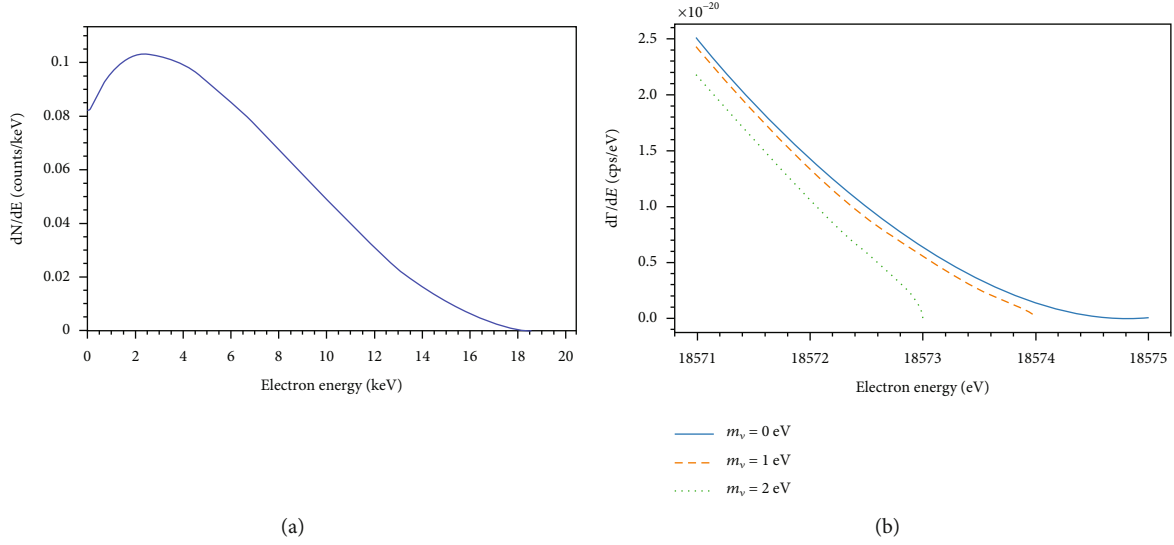 0.1
0.08
0.06
0.04
0.02
0
dN/dE (counts/keV)
0 2 4 6 8 10 12 14 16 18 20
Electron energy (keV)
(a)
×10⁻²⁰
2.5
2.0
1.5
1.0
0.5
0.0
dΓ/dE (cps/eV)
18571 18572 18573 18574 18575
Electron energy (eV)
mᵥ = 0 eV
mᵥ = 1 eV
mᵥ = 2 eV
(b)